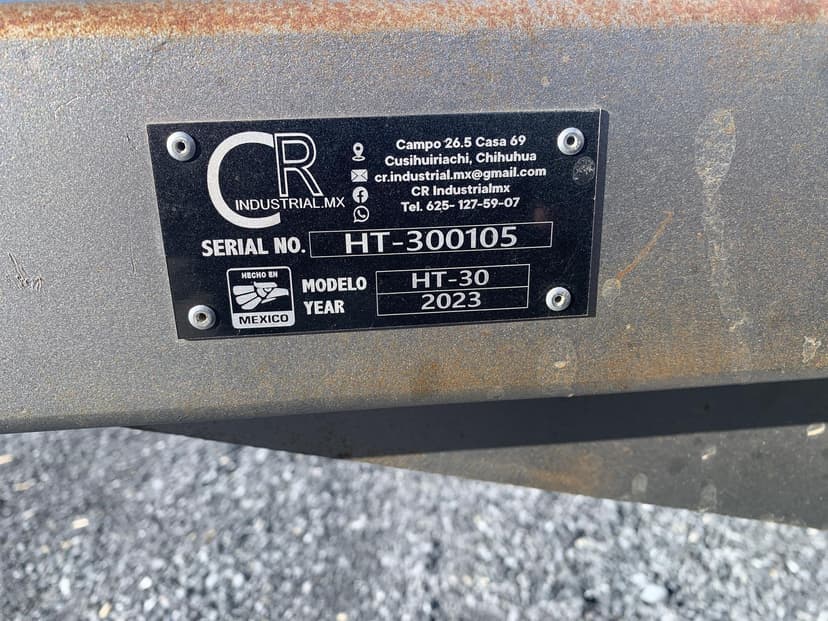 CR
INDUSTRIAL.MX
Campo 26.5 Casa 69
Cusihuiriachi, Chihuhua
cr.industrial.mx@gmail.com
CR Industrialmx
Tel. 625- 127-59-07
SERIAL NO. HT-300105
HECHO EN
MEXICO
MODELO HT-30
YEAR 2023